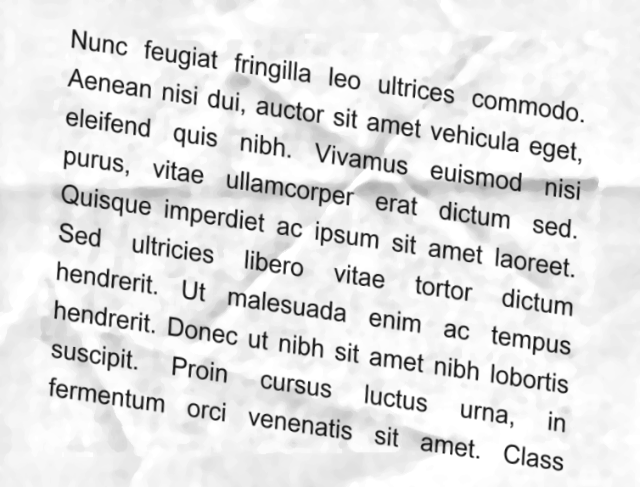 Nunc feugiat fringilla leo ultrices commodo.
Aenean nisi dui, auctor sit amet vehicula eget,
eleifend quis nibh. Vivamus euismod nisi
purus, vitae ullamcorper erat dictum sed.
Quisque imperdiet ac ipsum sit amet laoreet.
Sed ultricies libero vitae tortor dictum
hendrerit. Ut malesuada enim ac tempus
hendrerit. Donec ut nibh sit amet nibh lobortis
suscipit. Proin cursus luctus urna, in
fermentum orci venenatis sit amet. Class